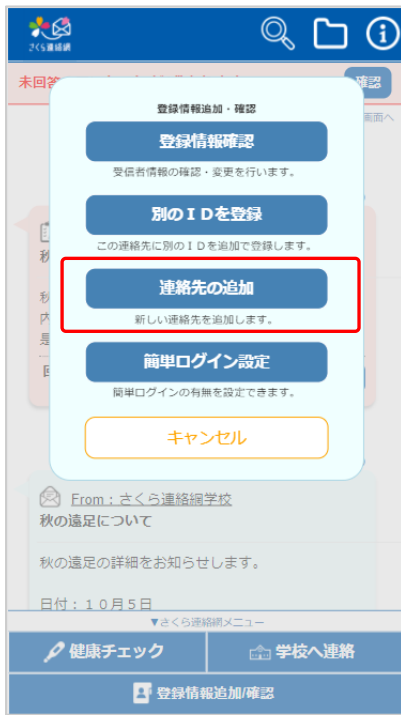 さくら連絡網
未回答
確認
画面へ
登録情報追加・確認
登録情報確認
受信者情報の確認・変更を行います。
別のIDを登録
この連絡先に別のIDを追加で登録します。
秋
連絡先の追加
新しい連絡先を追加します。
秋
内
是
簡単ログイン設定
簡単ログインの有無を設定できます。
キャンセル
From：さくら連絡網学校
秋の遠足について
秋の遠足の詳細をお知らせします。
日付：１０月５日
▼さくら連絡網メニュー
健康チェック
学校へ連絡
登録情報追加/確認